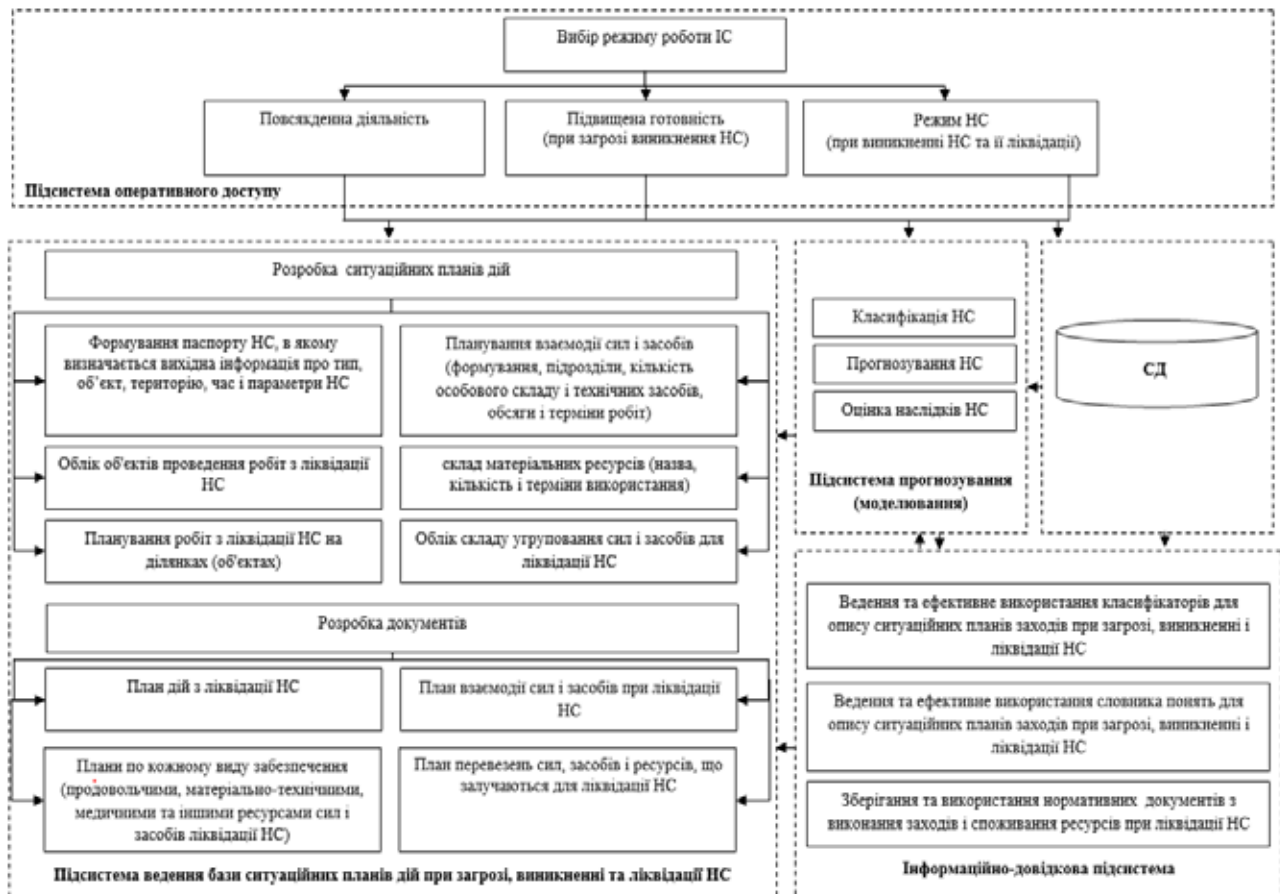 Вибір режиму роботи ІС
Повсякденна діяльність
Підвищена готовність
(при загрозі виникнення НС)
Режим НС
(при виникненні НС та її ліквідації)
Підсистема оперативного доступу
Розробка ситуаційних планів дій
Формування паспорту НС, в якому
визначається вихідна інформація про тип,
об'єкт, територію, час і параметри НС
Планування взаємодії сил і засобів
(формування, підрозділи, кількість
особового складу і технічних засобів,
обсяги і терміни робіт)
Облік об'єктів проведення робіт з ліквідації
НС
склад матеріальних ресурсів (назва,
кількість і терміни використання)
Планування робіт з ліквідації НС на
ділянках (об'єктах)
Облік складу угруповання сил і засобів для
ліквідації НС
Розробка документів
План дій з ліквідації НС
План взаємодії сил і засобів при ліквідації
НС
Плани по кожному виду забезпечення
(продовольчими, матеріально-технічними,
медичними та іншими ресурсами сил і
засобів ліквідації НС)
План перевезень сил, засобів і ресурсів, що
залучаються для ліквідації НС
Підсистема ведення бази ситуаційних планів дій при загрозі, виникненні та ліквідації НС
Класифікація НС
Прогнозування НС
Оцінка наслідків НС
Підсистема прогнозування
(моделювання)
СД
Ведення та ефективне використання класифікаторів для
опису ситуаційних планів заходів при загрозі, виникненні і
ліквідації НС
Ведення та ефективне використання словника понять для
опису ситуаційних планів заходів при загрозі, виникненні і
ліквідації НС
Зберігання та використання нормативних документів з
виконання заходів і споживання ресурсів при ліквідації НС
Інформаційно-довідкова підсистема